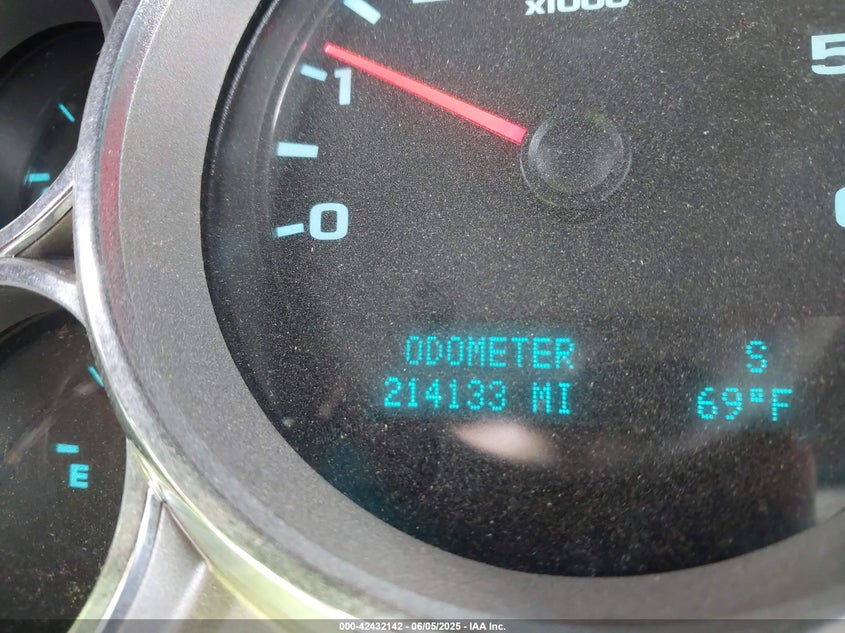 x1000
5
1
0
ODOMETER S
214133 MI 69°F
E
000-42432142 - 06/05/2025 - IAA Inc.